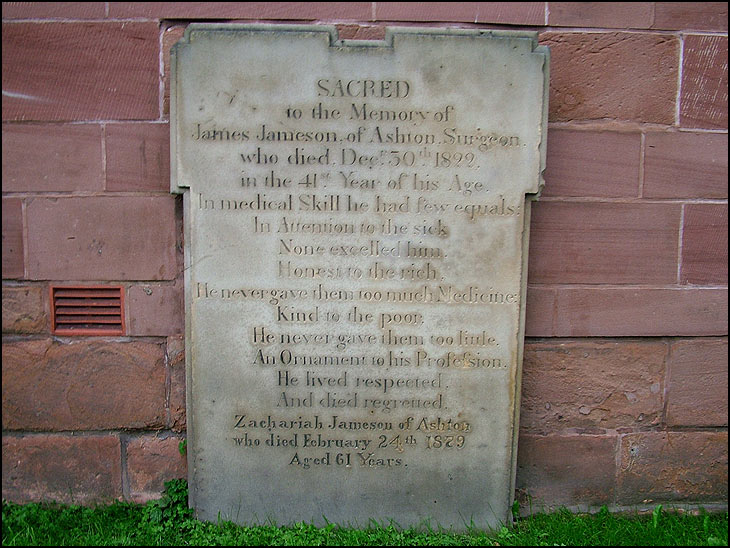 SACRED
to the Memory of
James Jameson, of Ashton, Surgeon,
who died, Decr. 30th 1822,
in the 41st Year of his Age.
In medical Skill he had few equals;
In Attention to the sick
None excelled him,
Honest to the rich,
He never gave them too much Medicine;
Kind to the poor,
He never gave them too little.
An Ornament to his Profession,
He lived respected,
And died regretted,
Zachariah Jameson of Ashton
who died February 24th 1829
Aged 61 Years.